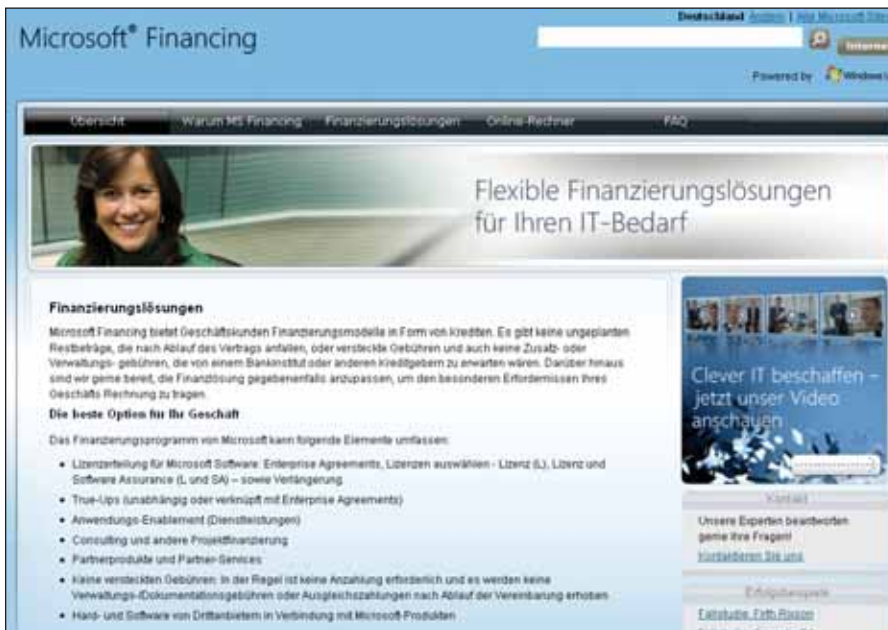 Deutschland Ändern | Alle Microsoft
Microsoft® Financing
Powered by Windows
Übersicht Warum MS Financing Finanzierungslösungen Online-Rechner FAQ
Flexible Finanzierungslösungen
für Ihren IT-Bedarf
Finanzierungslösungen
Microsoft Financing bietet Geschäftskunden Finanzierungsmodelle in Form von Krediten. Es gibt keine ungeplanten
Restbeträge, die nach Ablauf des Vertrags anfallen, oder versteckte Gebühren und auch keine Zusatz- oder
Verwaltungs- gebühren, die von einem Bankinstitut oder anderen Kreditgebern zu erwarten wären. Darüber hinaus
sind wir gerne bereit, die Finanzlösung gegebenenfalls anzupassen, um den besonderen Erfordernissen Ihres
Geschäfts Rechnung zu tragen.
Die beste Option für Ihr Geschäft
Das Finanzierungsprogramm von Microsoft kann folgende Elemente umfassen:
• Lizenzerteilung für Microsoft Software: Enterprise Agreements, Lizenzen auswählen - Lizenz (L), Lizenz und
Software Assurance (L und SA) – sowie Verlängerung
• True-Ups (unabhängig oder verknüpft mit Enterprise Agreements)
• Anwendungs-Enablement (Dienstleistungen)
• Consulting und andere Projektfinanzierung
• Partnerprodukte und Partner-Services
• Keine versteckten Gebühren: In der Regel ist keine Anzahlung erforderlich und es werden keine
Verwaltungs-/Dokumentationsgebühren oder Ausgleichszahlungen nach Ablauf der Vereinbarung erhoben
• Hard- und Software von Drittanbietern in Verbindung mit Microsoft-Produkten
Clever IT beschaffen –
jetzt unser Video
anschauen
Kontakt
Unsere Experten beantworten
gerne Ihre Fragen!
Kontaktieren Sie uns
Erfolgsbeispiele
Fallstudie: Firth Rixson